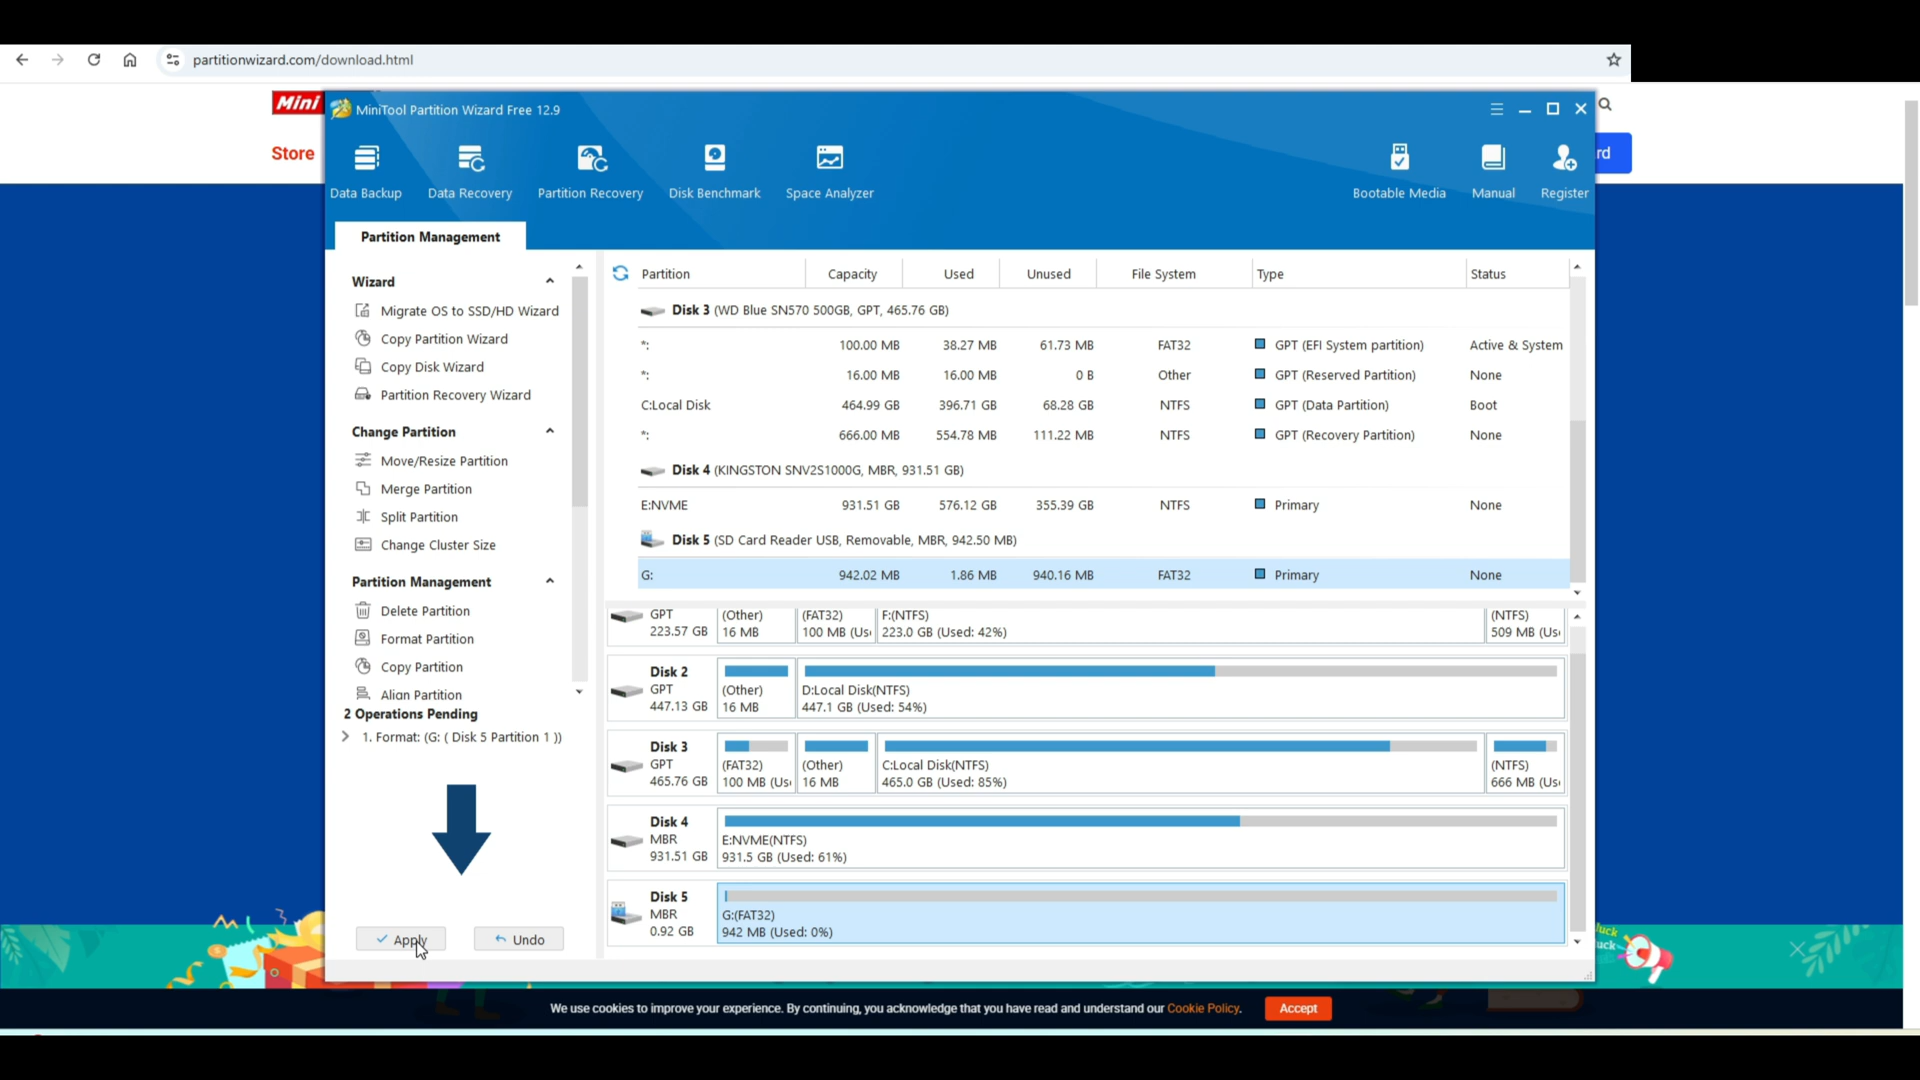 partitionwizard.com/download.html
Mini
MiniTool Partition Wizard Free 12.9
Store
rd
Data Backup
Data Recovery
Partition Recovery
Disk Benchmark
Space Analyzer
Bootable Media
Manual
Register
Partition Management
Wizard
Migrate OS to SSD/HD Wizard
Copy Partition Wizard
Copy Disk Wizard
Partition Recovery Wizard
Change Partition
Move/Resize Partition
Merge Partition
Split Partition
Change Cluster Size
Partition Management
Delete Partition
Format Partition
Copy Partition
Align Partition
2 Operations Pending
1. Format: (G: ( Disk 5 Partition 1 ))
Apply
Undo
Partition Capacity Used Unused File System Type Status
Disk 3 (WD Blue SN570 500GB, GPT, 465.76 GB)
*: 100.00 MB 38.27 MB 61.73 MB FAT32 GPT (EFI System partition) Active & System
*: 16.00 MB 16.00 MB 0 B Other GPT (Reserved Partition) None
C:Local Disk 464.99 GB 396.71 GB 68.28 GB NTFS GPT (Data Partition) Boot
*: 666.00 MB 554.78 MB 111.22 MB NTFS GPT (Recovery Partition) None
Disk 4 (KINGSTON SNV2S1000G, MBR, 931.51 GB)
E:NVME 931.51 GB 576.12 GB 355.39 GB NTFS Primary None
Disk 5 (SD Card Reader USB, Removable, MBR, 942.50 MB)
G: 942.02 MB 1.86 MB 940.16 MB FAT32 Primary None
GPT (Other) (FAT32) F:(NTFS) (NTFS)
223.57 GB 16 MB 100 MB (Us 223.0 GB (Used: 42%) 509 MB (Us
Disk 2
GPT (Other) D:Local Disk(NTFS)
447.13 GB 16 MB 447.1 GB (Used: 54%)
Disk 3
GPT (FAT32) (Other) C:Local Disk(NTFS) (NTFS)
465.76 GB 100 MB (Us 16 MB 465.0 GB (Used: 85%) 666 MB (Us
Disk 4
MBR E:NVME(NTFS)
931.51 GB 931.5 GB (Used: 61%)
Disk 5
MBR G:(FAT32)
0.92 GB 942 MB (Used: 0%)
luck
uck
We use cookies to improve your experience. By continuing, you acknowledge that you have read and understand our Cookie Policy.
Accept